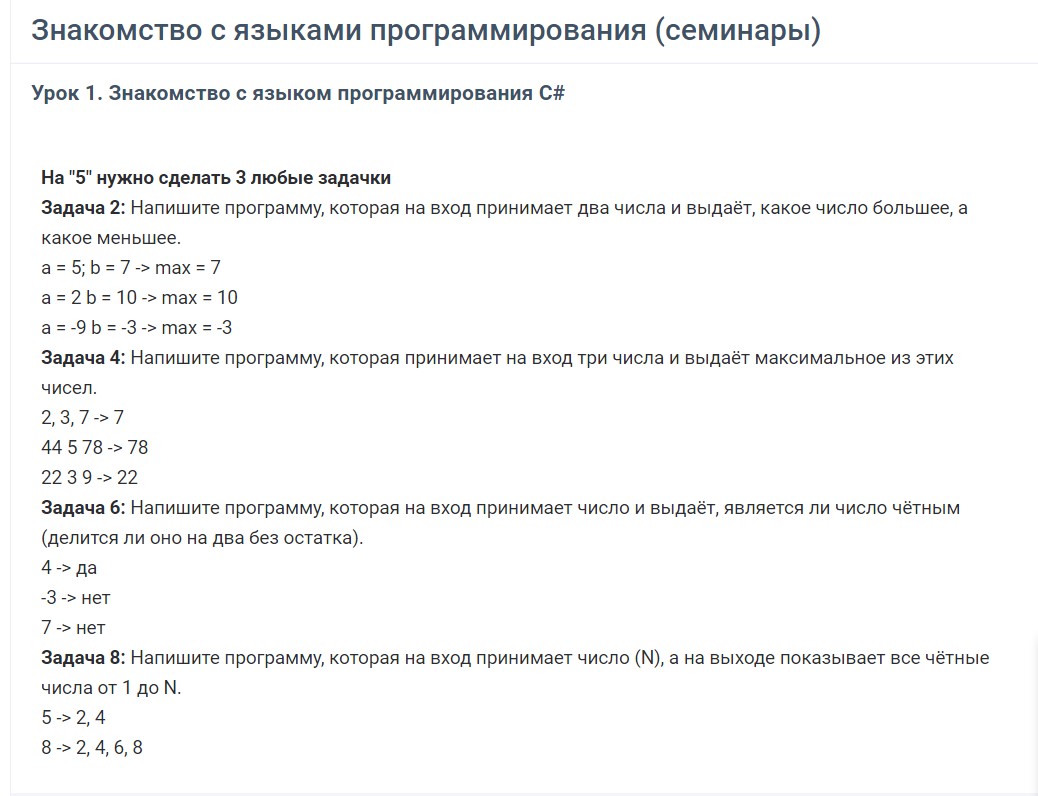 Знакомство с языками программирования (семинары)
Урок 1. Знакомство с языком программирования C#
На "5" нужно сделать 3 любые задачки
Задача 2: Напишите программу, которая на вход принимает два числа и выдаёт, какое число большее, а
какое меньшее.
a = 5; b = 7 -> max = 7
a = 2 b = 10 -> max = 10
a = -9 b = -3 -> max = -3
Задача 4: Напишите программу, которая принимает на вход три числа и выдаёт максимальное из этих
чисел.
2, 3, 7 -> 7
44 5 78 -> 78
22 3 9 -> 22
Задача 6: Напишите программу, которая на вход принимает число и выдаёт, является ли число чётным
(делится ли оно на два без остатка).
4 -> да
-3 -> нет
7 -> нет
Задача 8: Напишите программу, которая на вход принимает число (N), а на выходе показывает все чётные
числа от 1 до N.
5 -> 2, 4
8 -> 2, 4, 6, 8